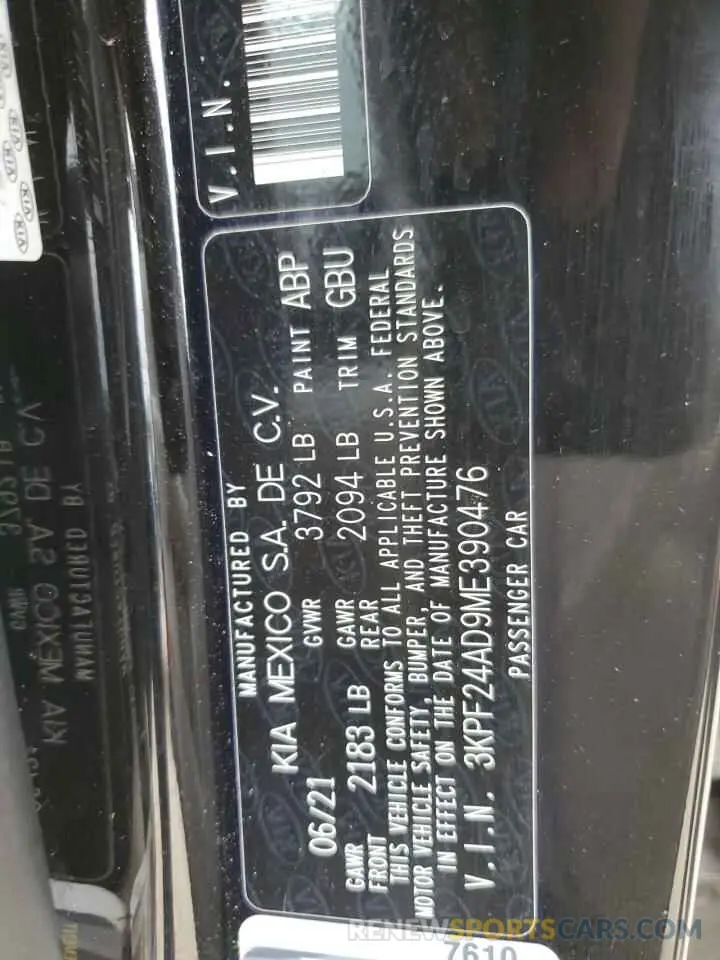 V.I.N.
MANUFACTURED BY
KIA MEXICO S.A. DE C.V.
06/21 GVWR 3792 LB PAINT ABP
GAWR FRONT 2183 LB GAWR REAR 2094 LB TRIM GBU
THIS VEHICLE CONFORMS TO ALL APPLICABLE U.S.A. FEDERAL
MOTOR VEHICLE SAFETY, BUMPER, AND THEFT PREVENTION STANDARDS
IN EFFECT ON THE DATE OF MANUFACTURE SHOWN ABOVE.
V.I.N. 3KPF24AD9ME390476
PASSENGER CAR
7610
REMOTESPORTSCARS.COM